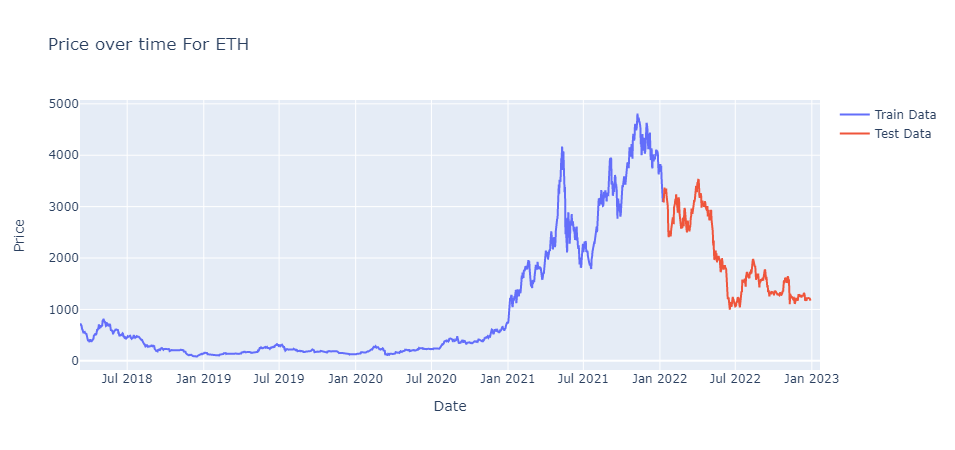 Price over time For ETH
Train Data
Test Data
5000
4000
3000
2000
1000
0
Price
Jul 2018 Jan 2019 Jul 2019 Jan 2020 Jul 2020 Jan 2021 Jul 2021 Jan 2022 Jul 2022 Jan 2023
Date